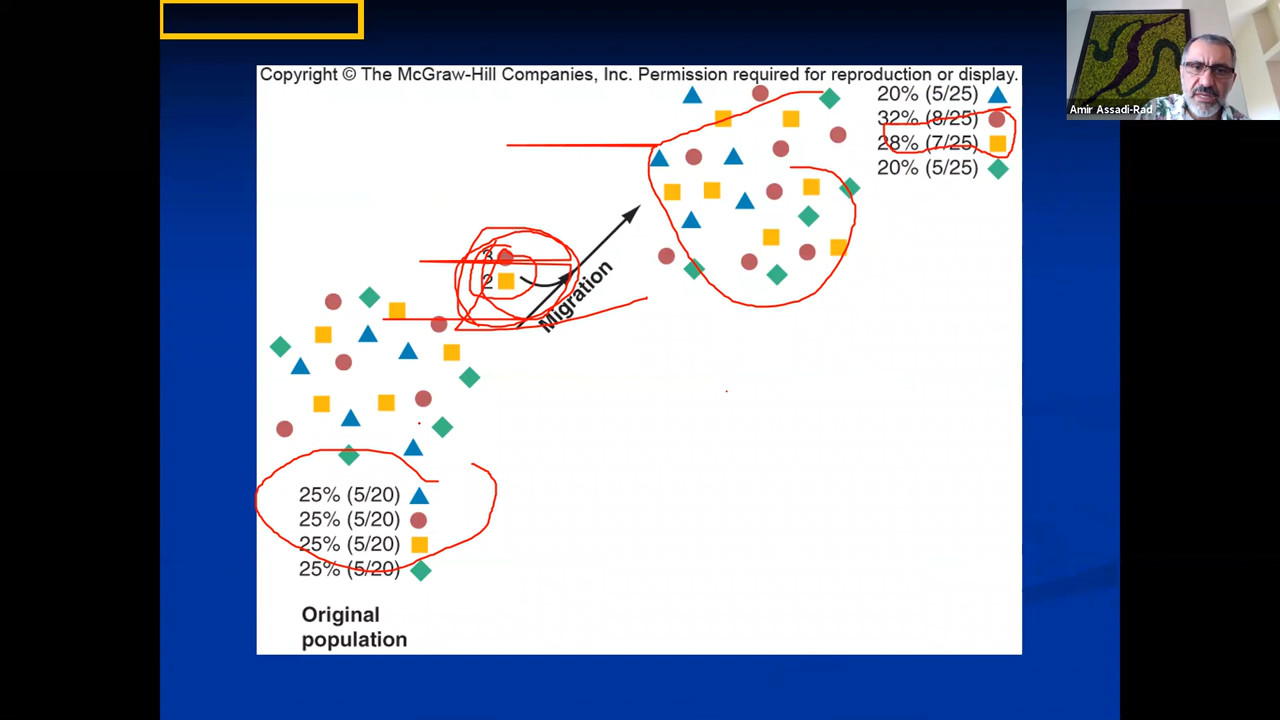 Copyright © The McGraw-Hill Companies, Inc. Permission required for reproduction or display.
Amir Assadi-Rad
20% (5/25)
32% (8/25)
28% (7/25)
20% (5/25)
3
2
Migration
25% (5/20)
25% (5/20)
25% (5/20)
25% (5/20)
Original
population